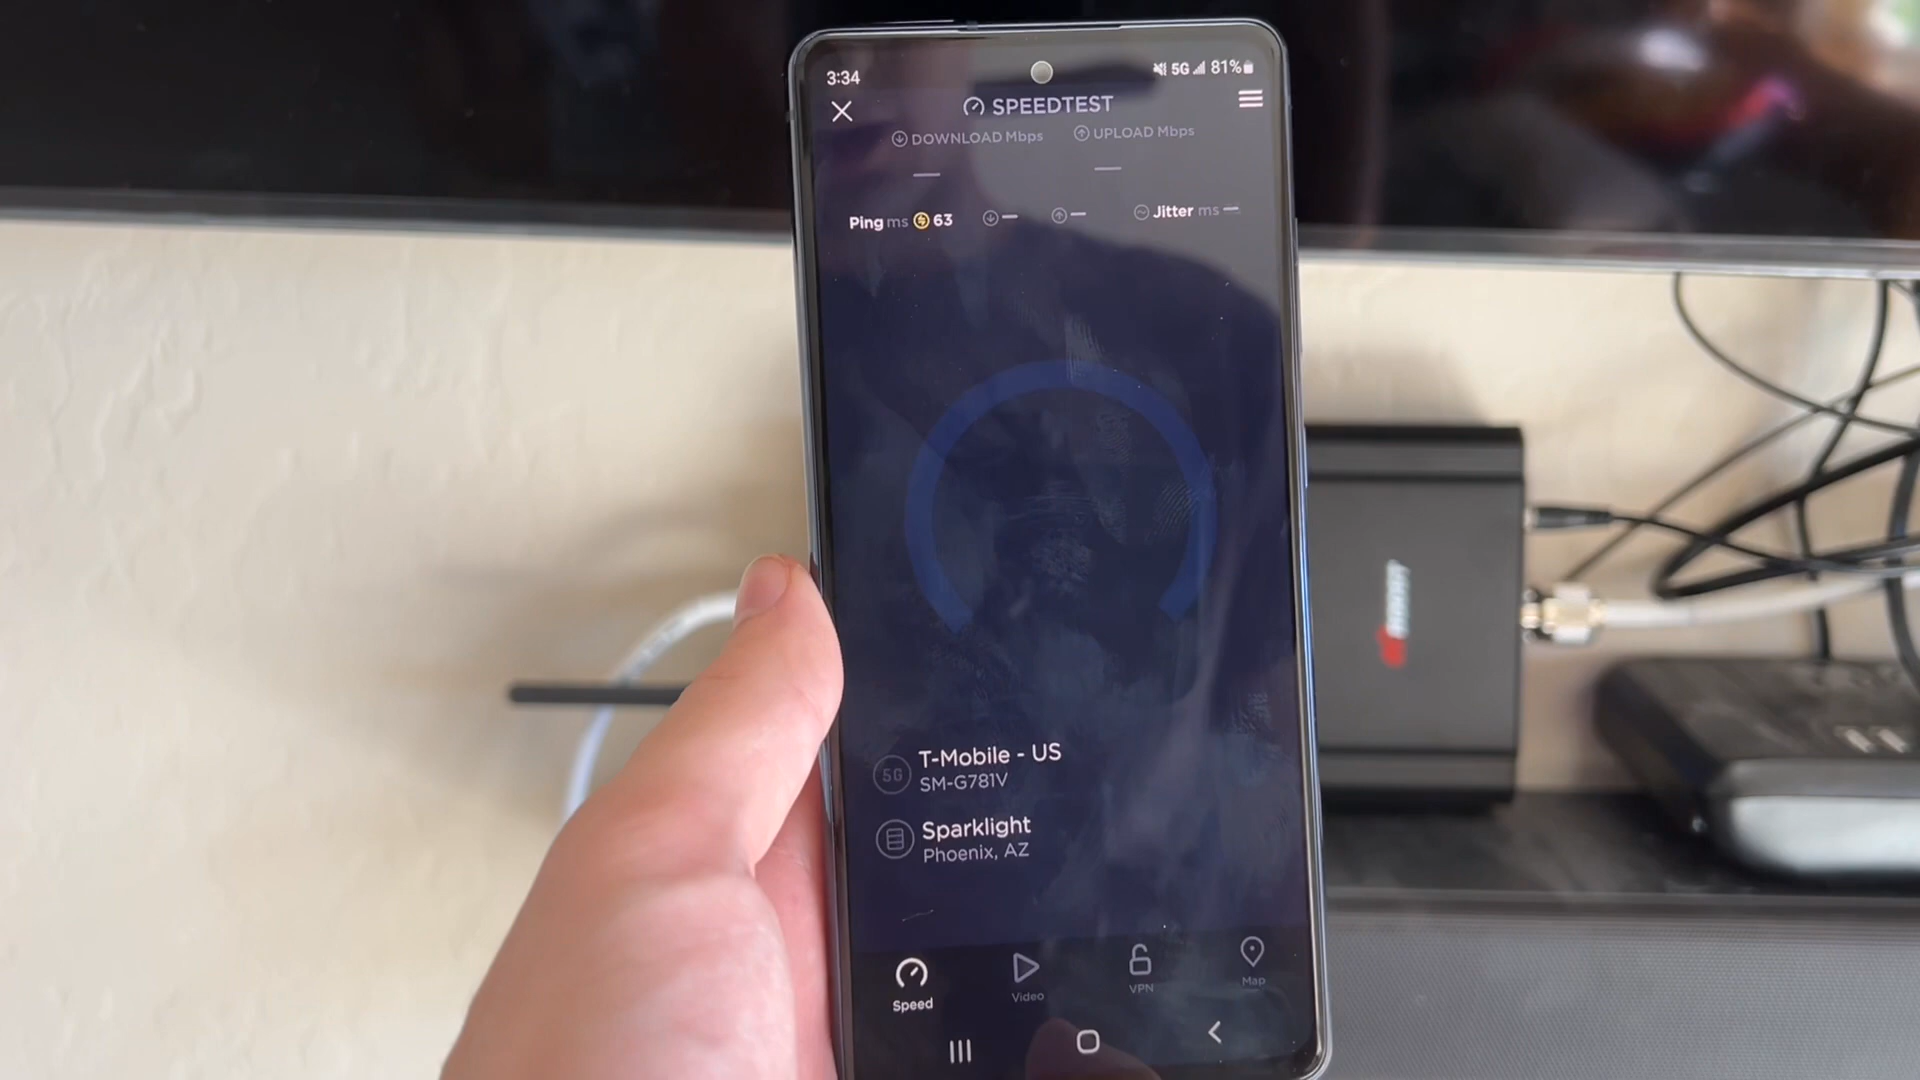 3:34
5G 81%
SPEEDTEST
DOWNLOAD Mbps UPLOAD Mbps
Ping ms 63 Jitter ms
5G T-Mobile - US
SM-G781V
Sparklight
Phoenix, AZ
Speed Video VPN Map